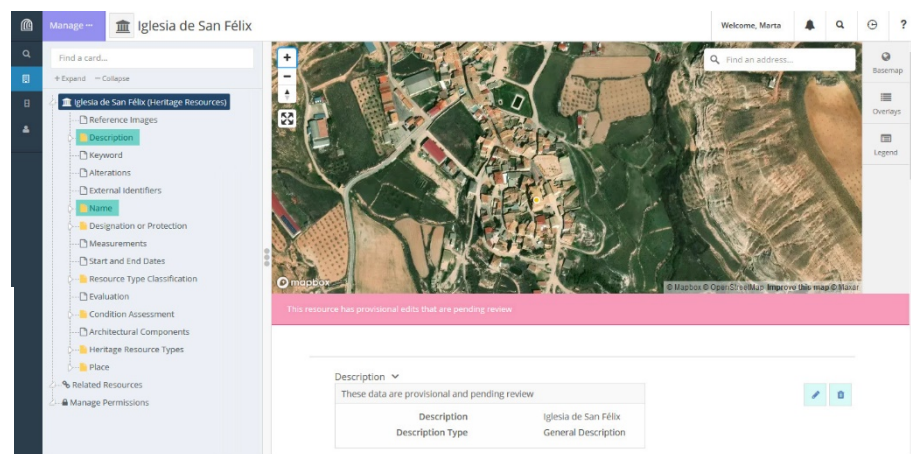 Manage
Iglesia de San Félix
Welcome, Marta
?
Find a card...
+ Expand − Collapse
Iglesia de San Félix (Heritage Resources)
Reference Images
Description
Keyword
Alterations
External Identifiers
Name
Designation or Protection
Measurements
Start and End Dates
Resource Type Classification
Evaluation
Condition Assessment
Architectural Components
Heritage Resource Types
Place
Related Resources
Manage Permissions
+
−
Find an address...
Basemap
Overlays
Legend
mapbox
© Mapbox © OpenStreetMap Improve this map © Maxar
This resource has provisional edits that are pending review
Description
These data are provisional and pending review
Description Iglesia de San Félix
Description Type General Description